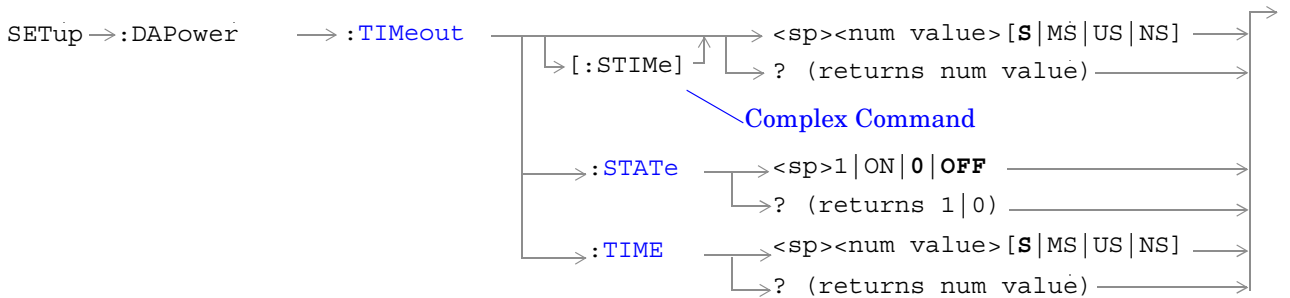 SETup :DAPower :TIMeout <sp><num value>[S|MS|US|NS]
[:STIMe] ? (returns num value)
Complex Command
:STATe <sp>1|ON|0|OFF
? (returns 1|0)
:TIME <sp><num value>[S|MS|US|NS]
? (returns num value)